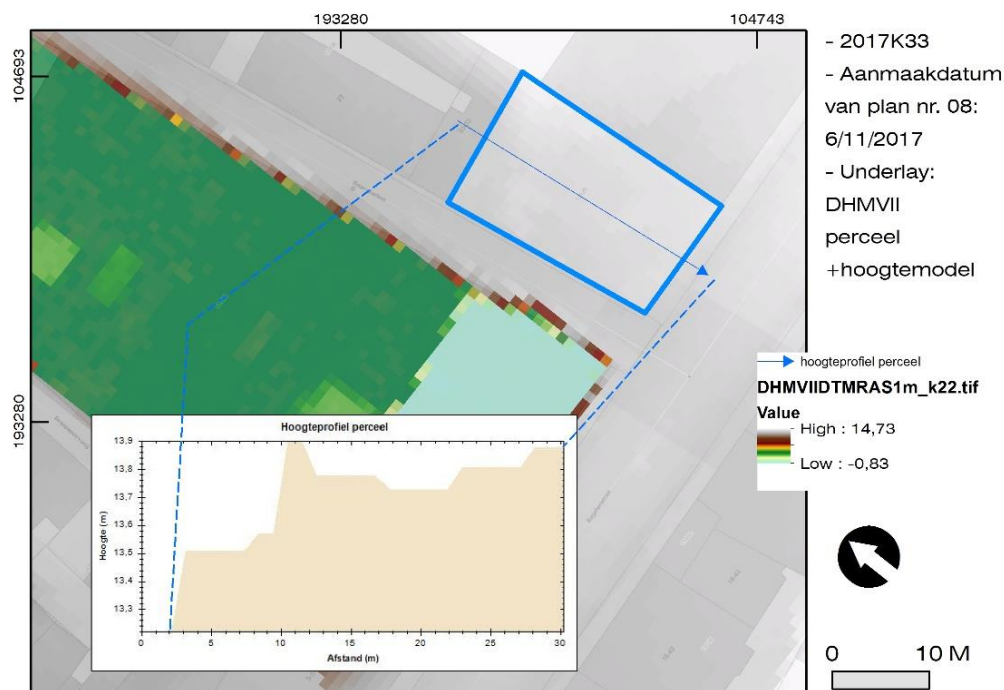 193280
104743
104693
193280
- 2017K33
- Aanmaakdatum
van plan nr. 08:
6/11/2017
- Underlay:
DHMVII
perceel
+hoogtemodel
hoogteprofiel perceel
DHMVIIDTMRAS1m_k22.tif
Value
High : 14,73
Low : -0,83
Hoogteprofiel perceel
Hoogte (m)
13,9
13,8
13,7
13,6
13,5
13,4
13,3
0 5 10 15 20 25 30
Afstand (m)
0 10 M